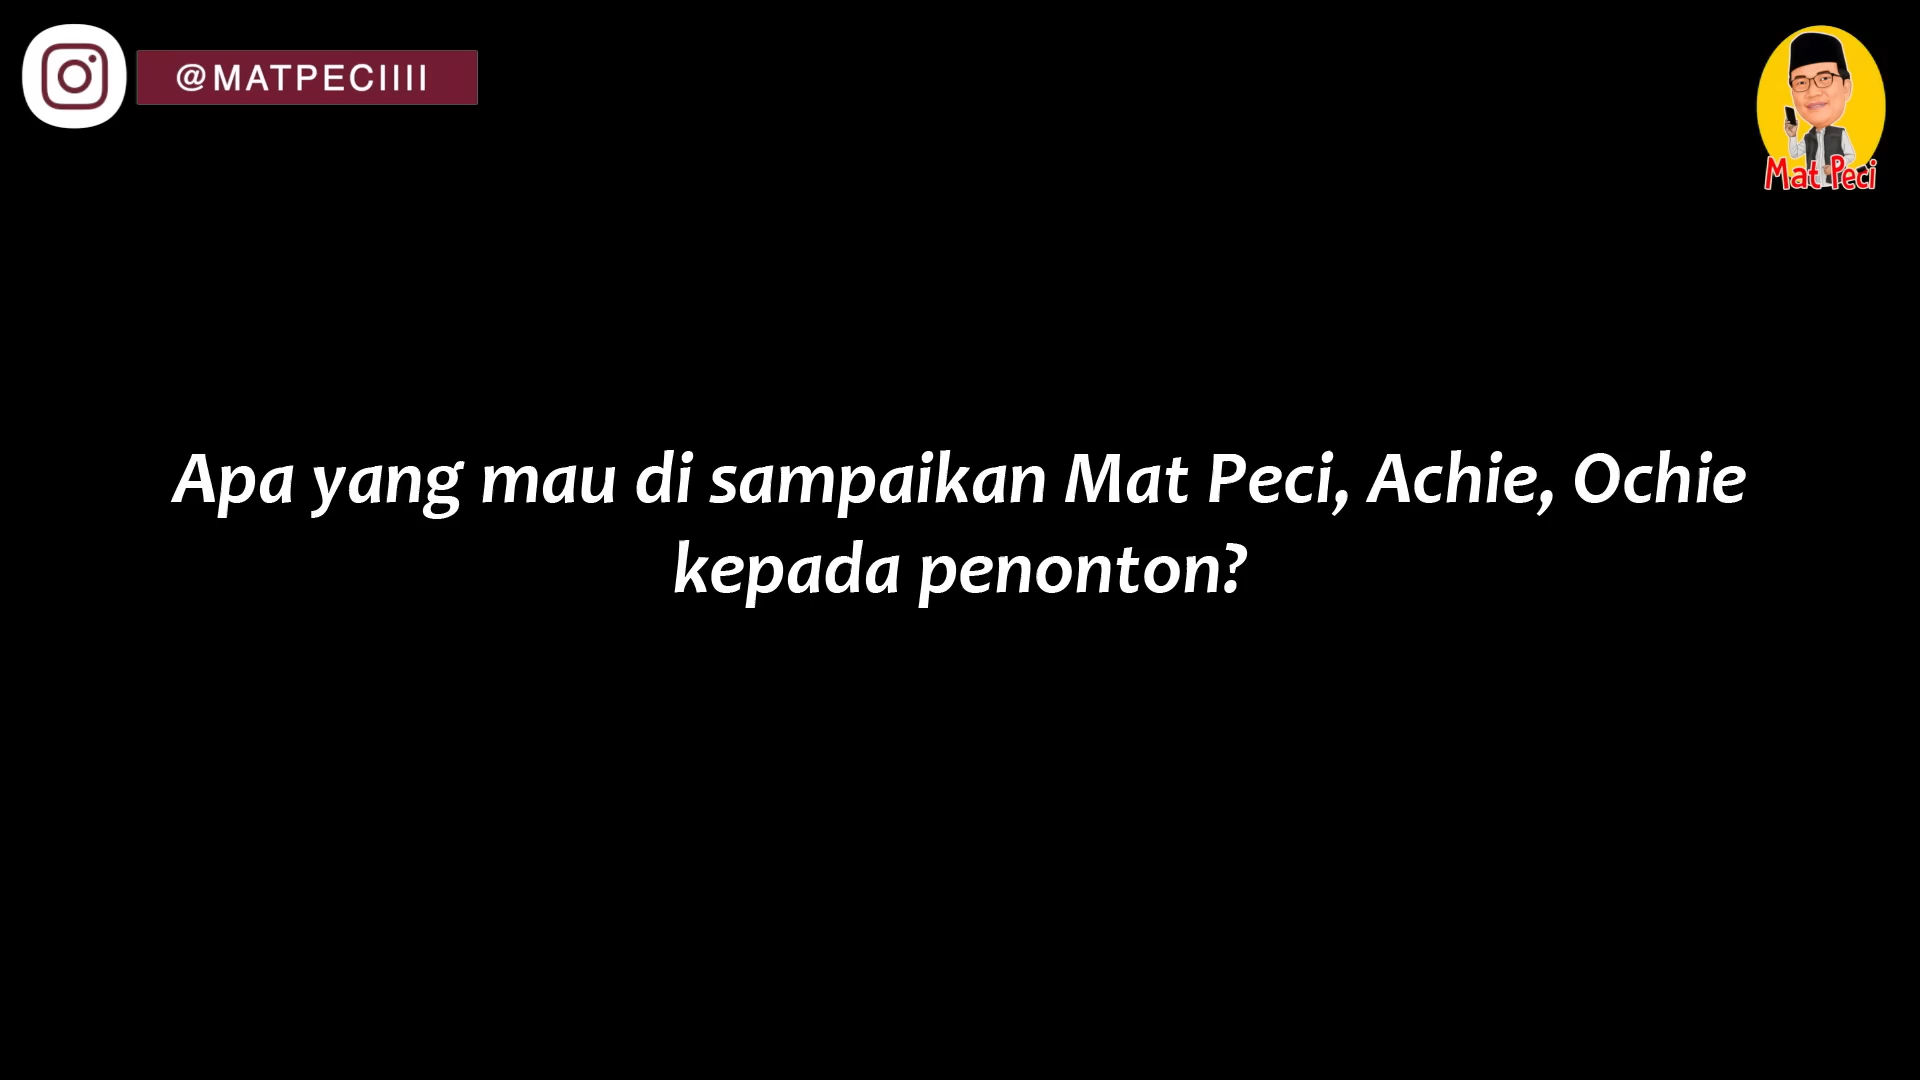 @MATPECIIII
Mat Peci
Apa yang mau di sampaikan Mat Peci, Achie, Ochie
kepada penonton?